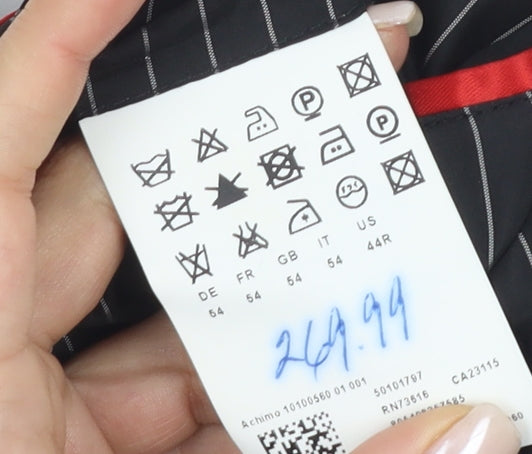 P
P
DE FR GB IT US
54 54 54 54 44R
269.99
Achimo 10100560 01 001 50101797 CA23115
RN73616